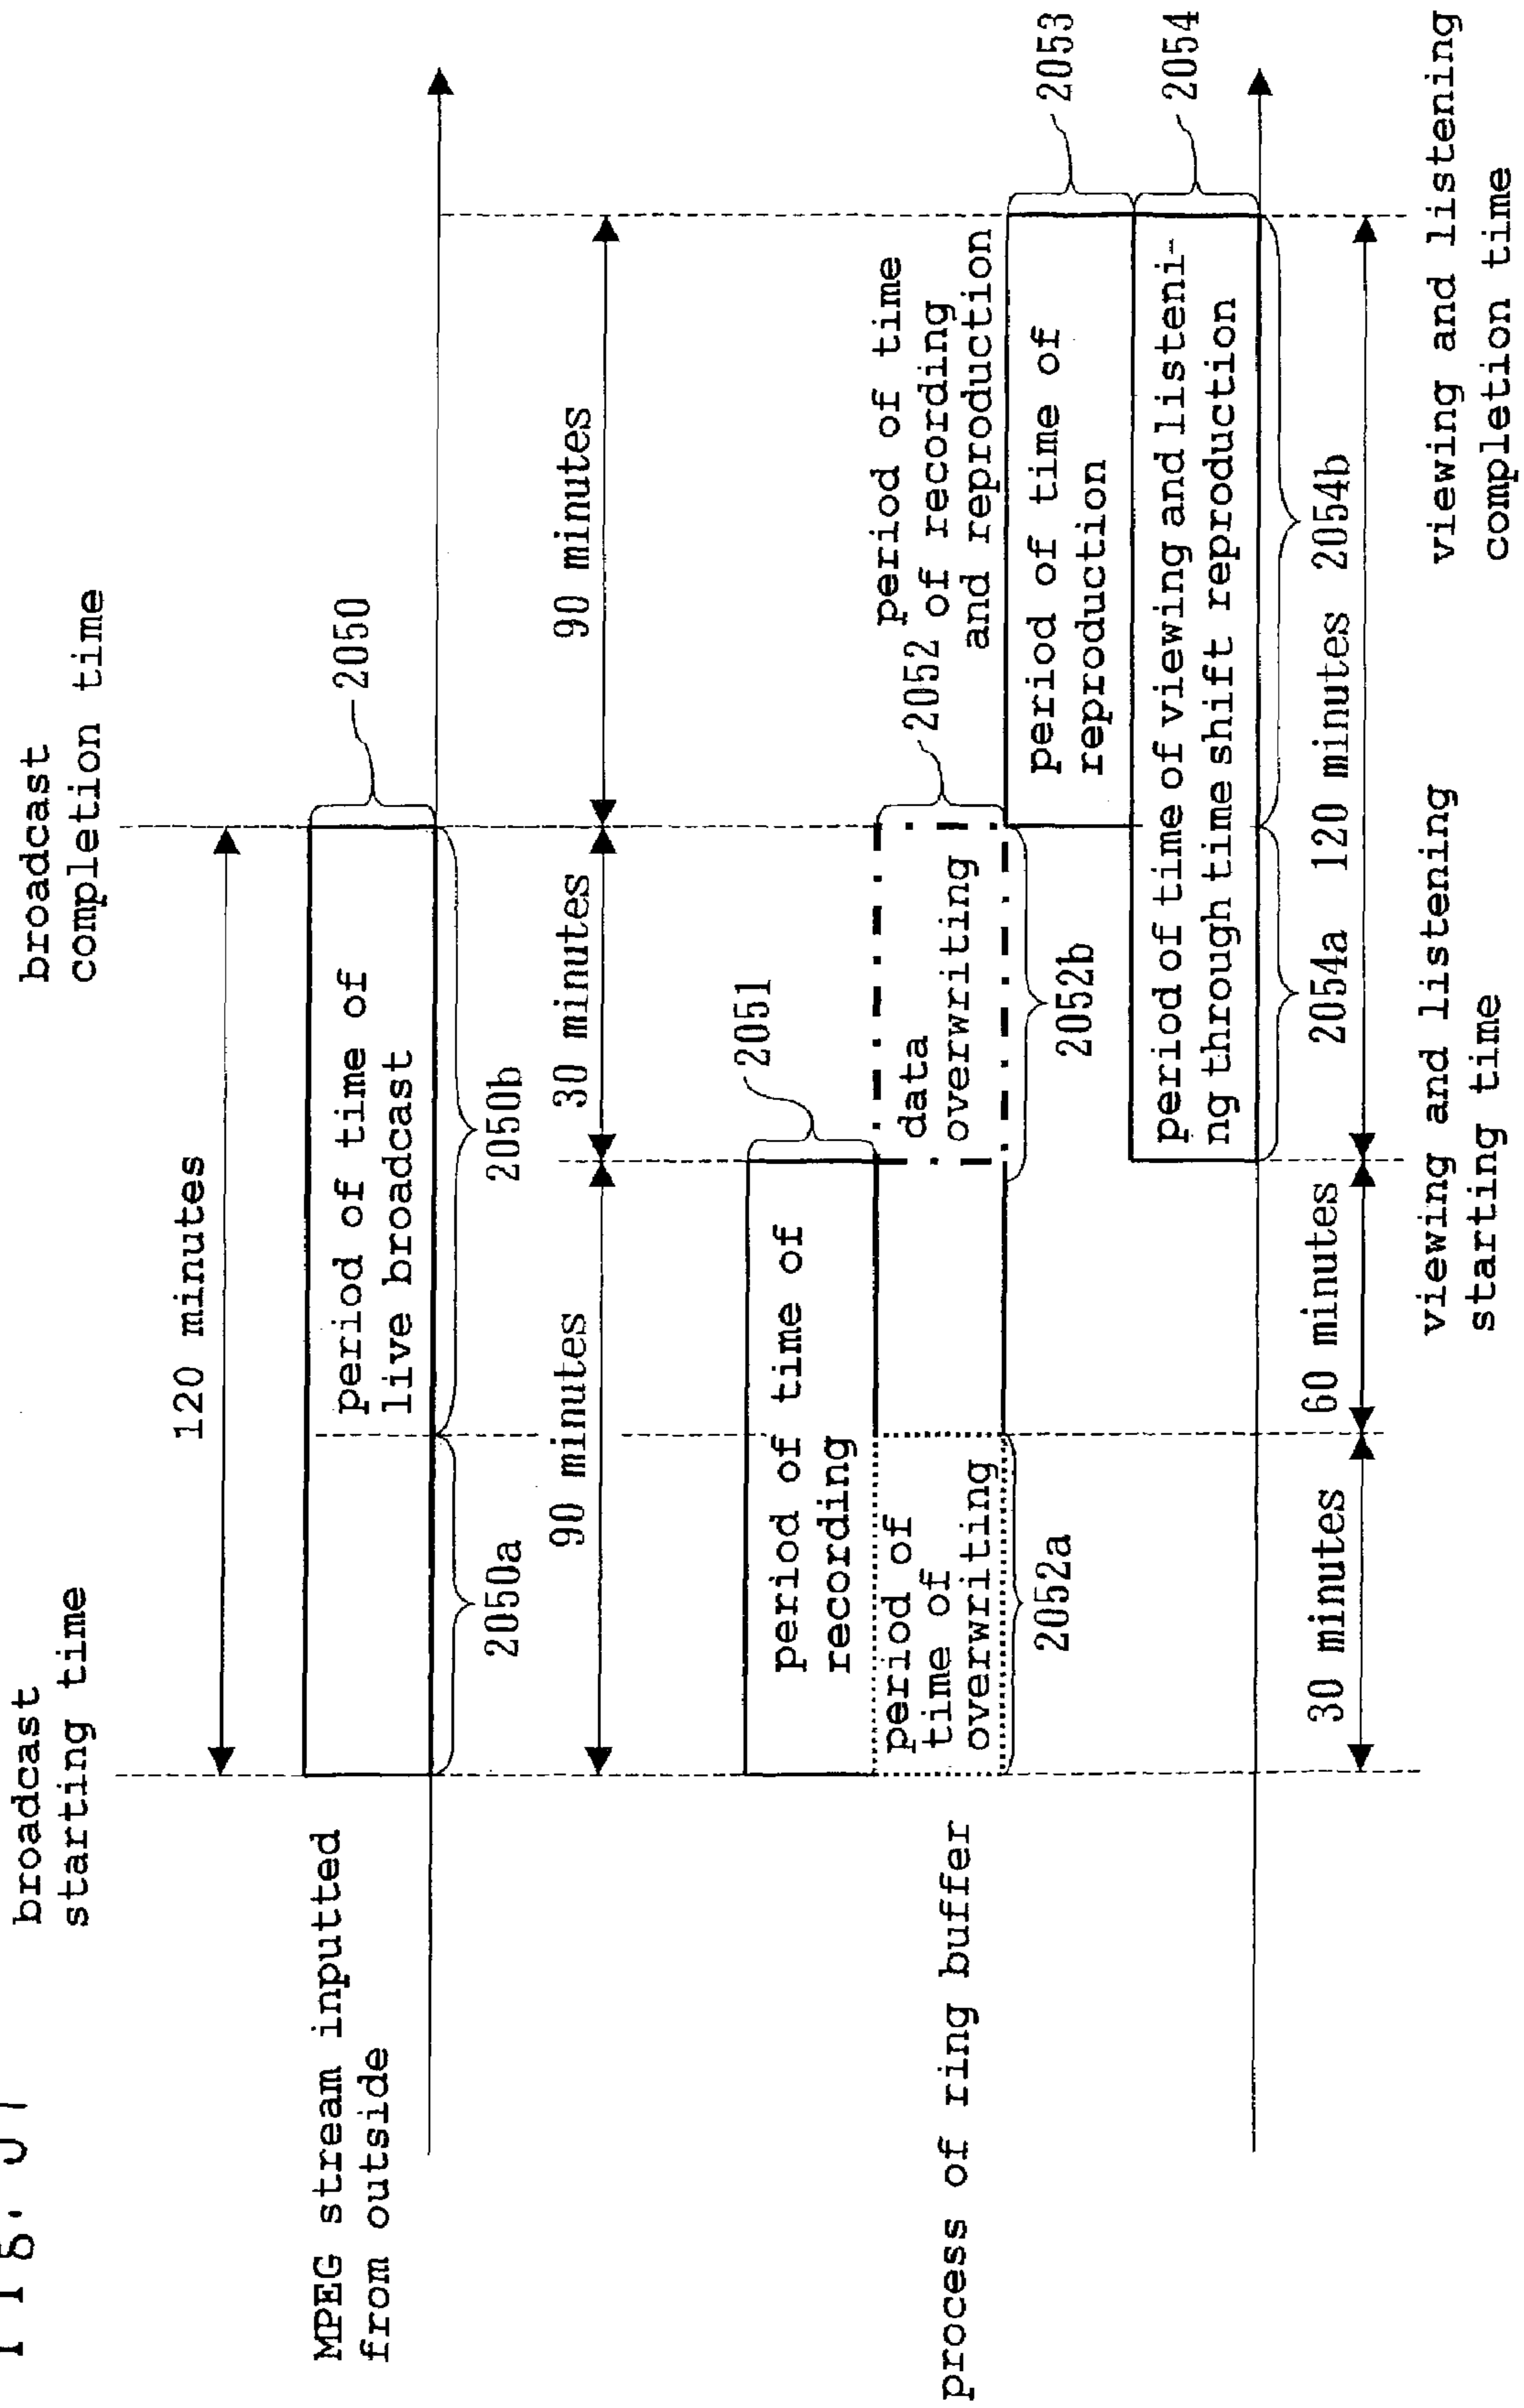 broadcast
starting time
broadcast
completion time
120 minutes
MPEG stream inputted
from outside
period of time of
live broadcast
2050
2050a
2050b
90 minutes
30 minutes
90 minutes
process of ring buffer
period of time of
recording
2051
period of
time of
overwriting
2052a
data
overwriting
2052b
2052
period of time
of recording
and reproduction
period of time of
reproduction
2053
period of time of viewing and listeni-
ng through time shift reproduction
2054
2054a
2054b
30 minutes
60 minutes
120 minutes
viewing and listening
starting time
viewing and listening
completion time